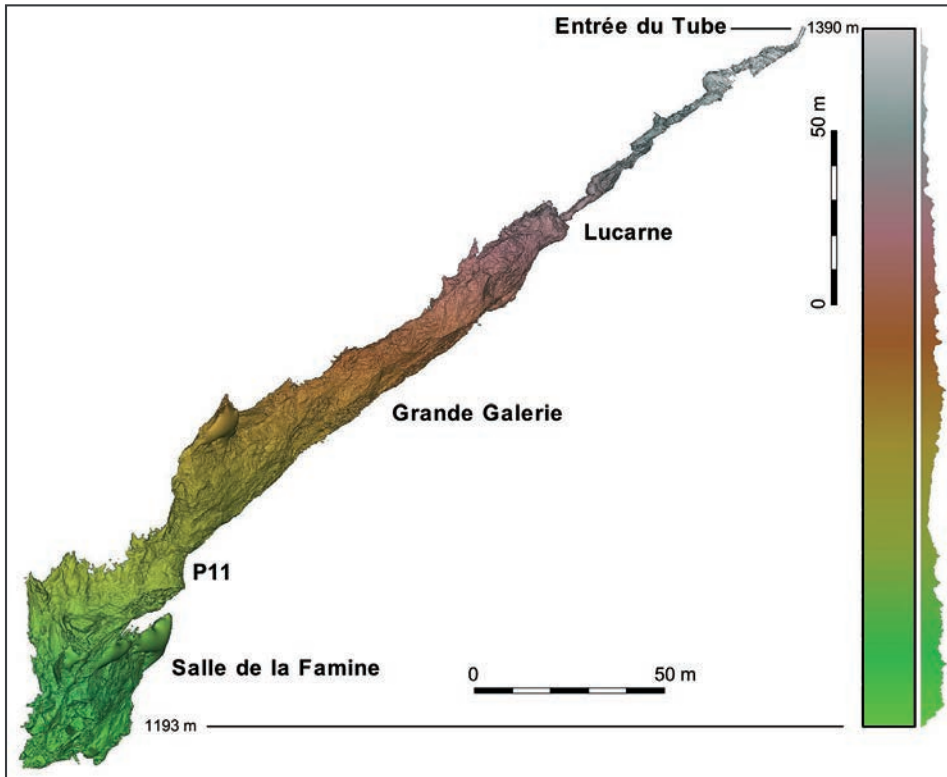 Entrée du Tube
1390 m
50 m
0
Lucarne
Grande Galerie
P11
Salle de la Famine
0
50 m
1193 m